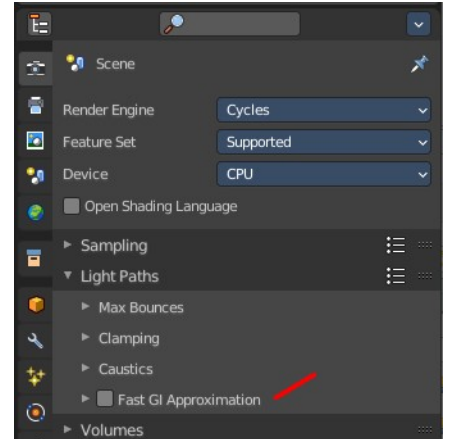 Scene
Render Engine Cycles
Feature Set Supported
Device CPU
Open Shading Language
Sampling
Light Paths
Max Bounces
Clamping
Caustics
Fast GI Approximation
Volumes